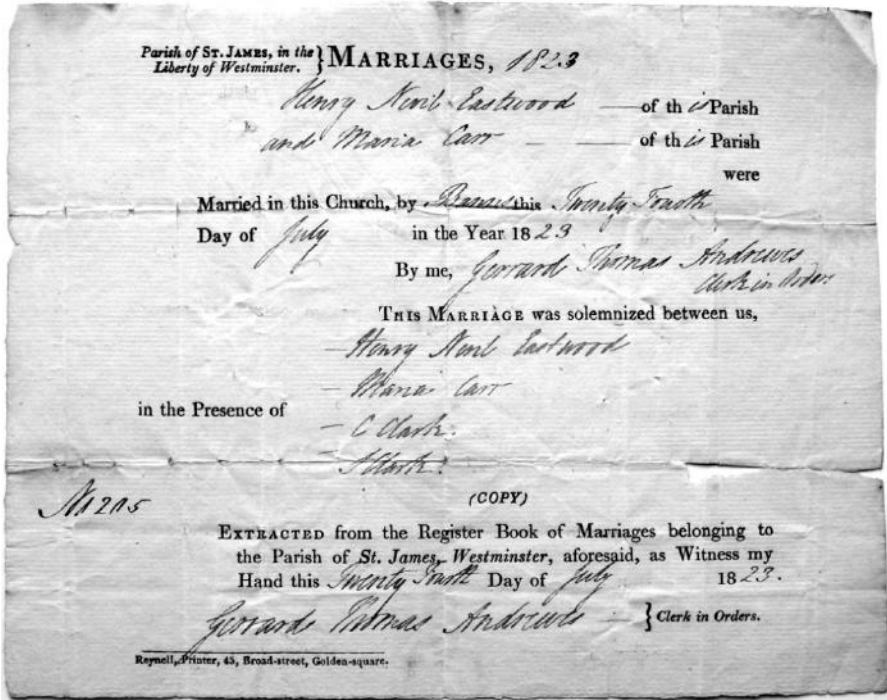 Parish of ST. JAMES, in the Liberty of Westminster. } MARRIAGES, 1823
Henry Nevil Eastwood — of this Parish
and Maria Carr — — of this Parish
were
Married in this Church, by Banns this Twenty Fourth
Day of July in the Year 1823
By me, Gerrard Thomas Andrewes
Clerk in Orders
THIS MARRIAGE was solemnized between us,
— Henry Nevil Eastwood
— Maria Carr
in the Presence of
— C Clark.
Clark.
No 205
(COPY)
EXTRACTED from the Register Book of Marriages belonging to
the Parish of St. James, Westminster, aforesaid, as Witness my
Hand this Twenty Fourth Day of July 1823.
Gerrard Thomas Andrewes — } Clerk in Orders.
Reynell, Printer, 45, Broad-street, Golden-square.